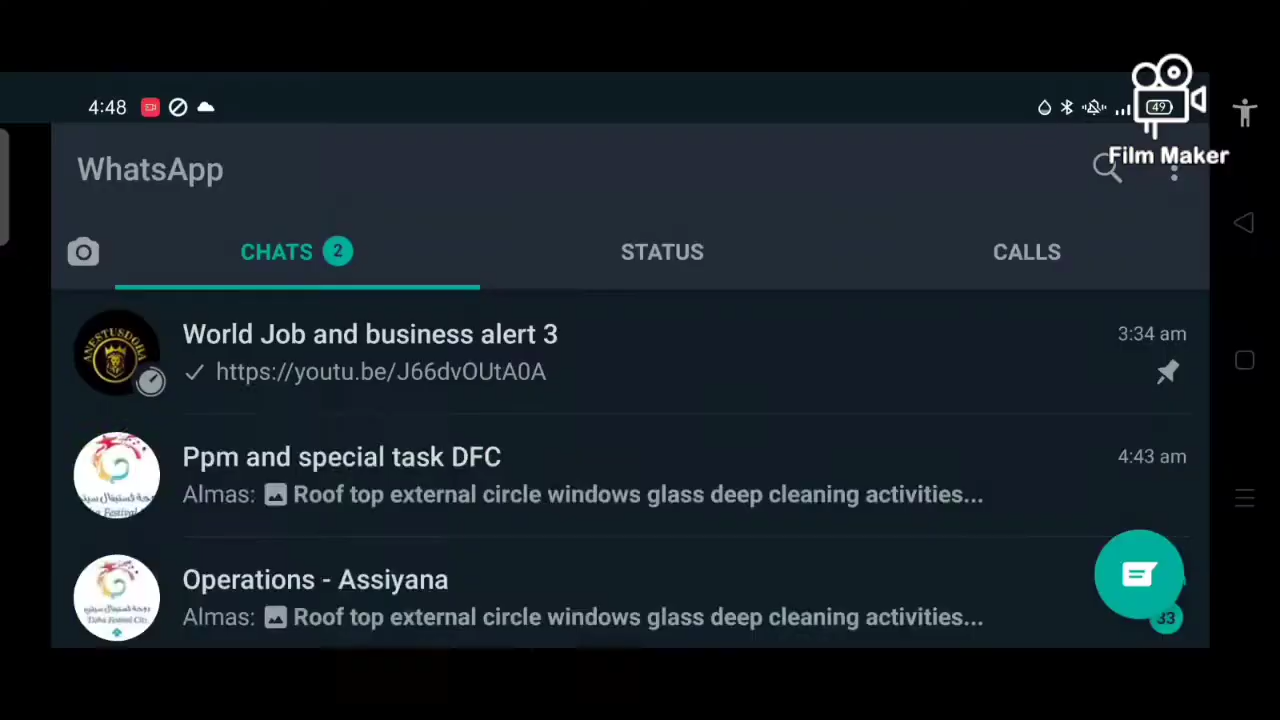 4:48
49
Film Maker
WhatsApp
CHATS 2
STATUS
CALLS
World Job and business alert 3
3:34 am
https://youtu.be/J66dvOUtA0A
Ppm and special task DFC
4:43 am
Almas: Roof top external circle windows glass deep cleaning activities...
Operations - Assiyana
Almas: Roof top external circle windows glass deep cleaning activities...
33